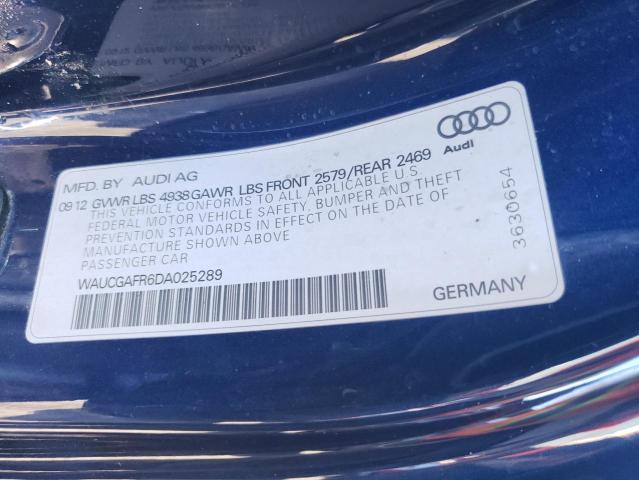 MFD. BY AUDI AG
09 12 GVWR LBS 4938 GAWR LBS FRONT 2579/REAR 2469
THIS VEHICLE CONFORMS TO ALL APPLICABLE U.S.
FEDERAL MOTOR VEHICLE SAFETY, BUMPER AND THEFT
PREVENTION STANDARDS IN EFFECT ON THE DATE OF
MANUFACTURE SHOWN ABOVE
PASSENGER CAR
WAUCGAFR6DA025289
Audi
3630654
GERMANY